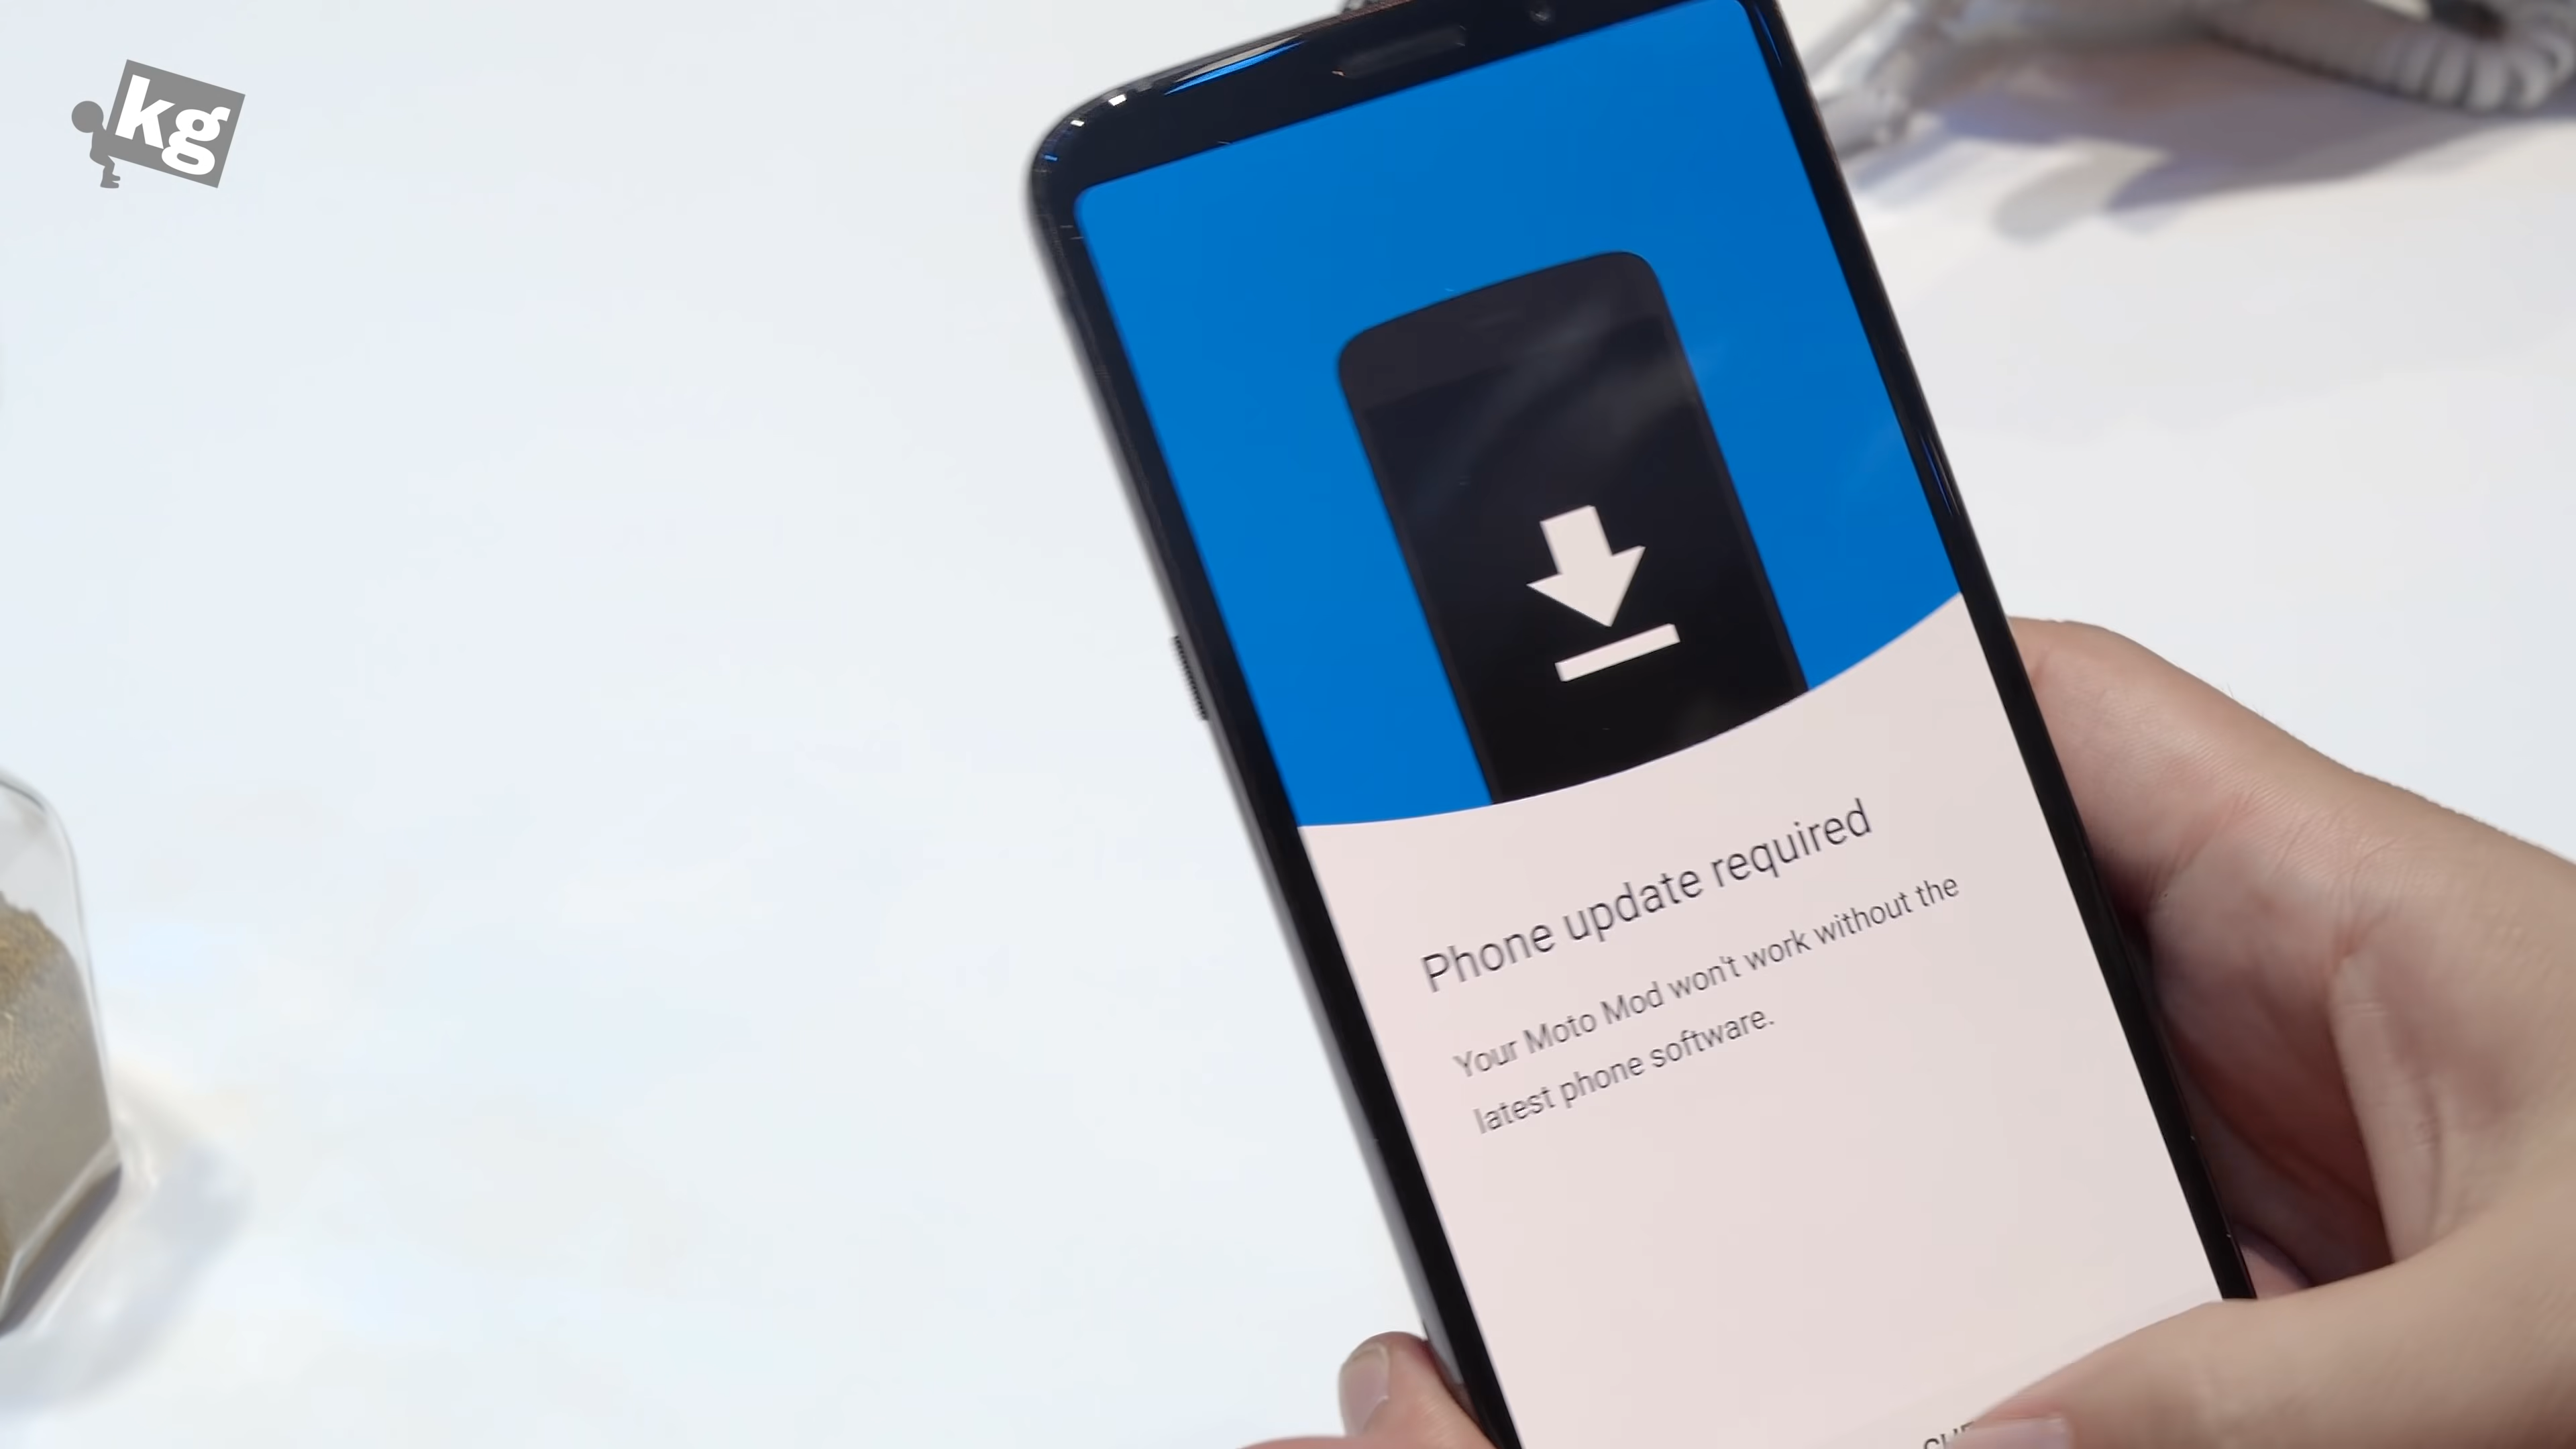 kg
Phone update required
Your Moto Mod won't work without the
latest phone software.